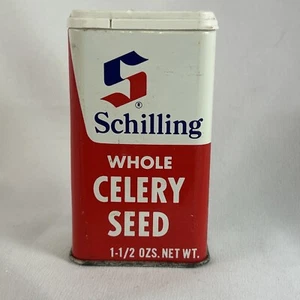 S
®
Schilling
WHOLE
CELERY
SEED
1-1/2 OZS. NET WT.